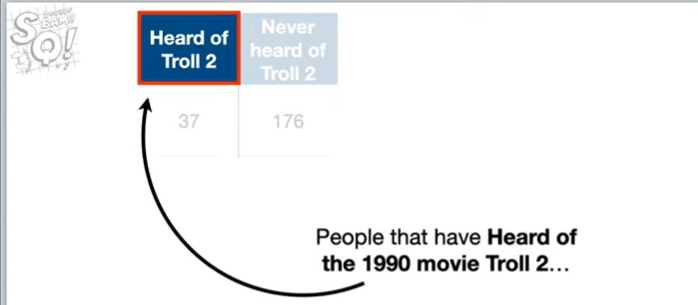 SQ!
Heard of
Troll 2
Never
heard of
Troll 2
37
176
People that have Heard of
the 1990 movie Troll 2...